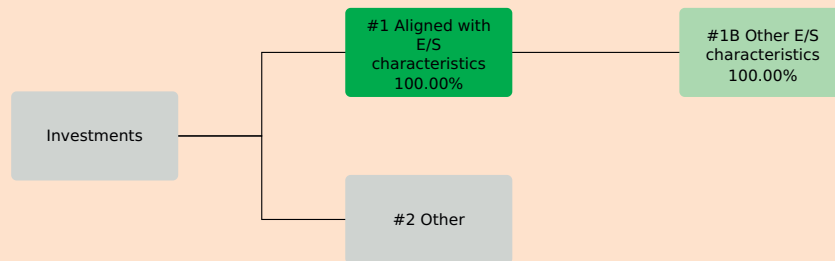 #1 Aligned with
E/S
characteristics
100.00%
#1B Other E/S
characteristics
100.00%
Investments
#2 Other